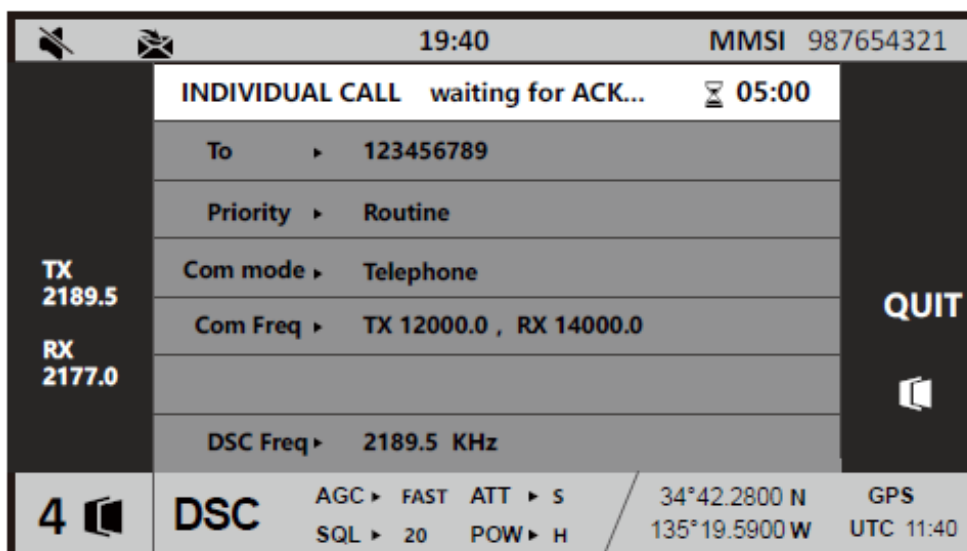 19:40 MMSI 987654321
INDIVIDUAL CALL waiting for ACK... 05:00
To ▸ 123456789
Priority ▸ Routine
Com mode ▸ Telephone
Com Freq ▸ TX 12000.0 , RX 14000.0
DSC Freq ▸ 2189.5 KHz
TX
2189.5
RX
2177.0
QUIT
4 DSC
AGC ▸ FAST ATT ▸ S
SQL ▸ 20 POW ▸ H
34°42.2800 N
135°19.5900 W
GPS
UTC 11:40